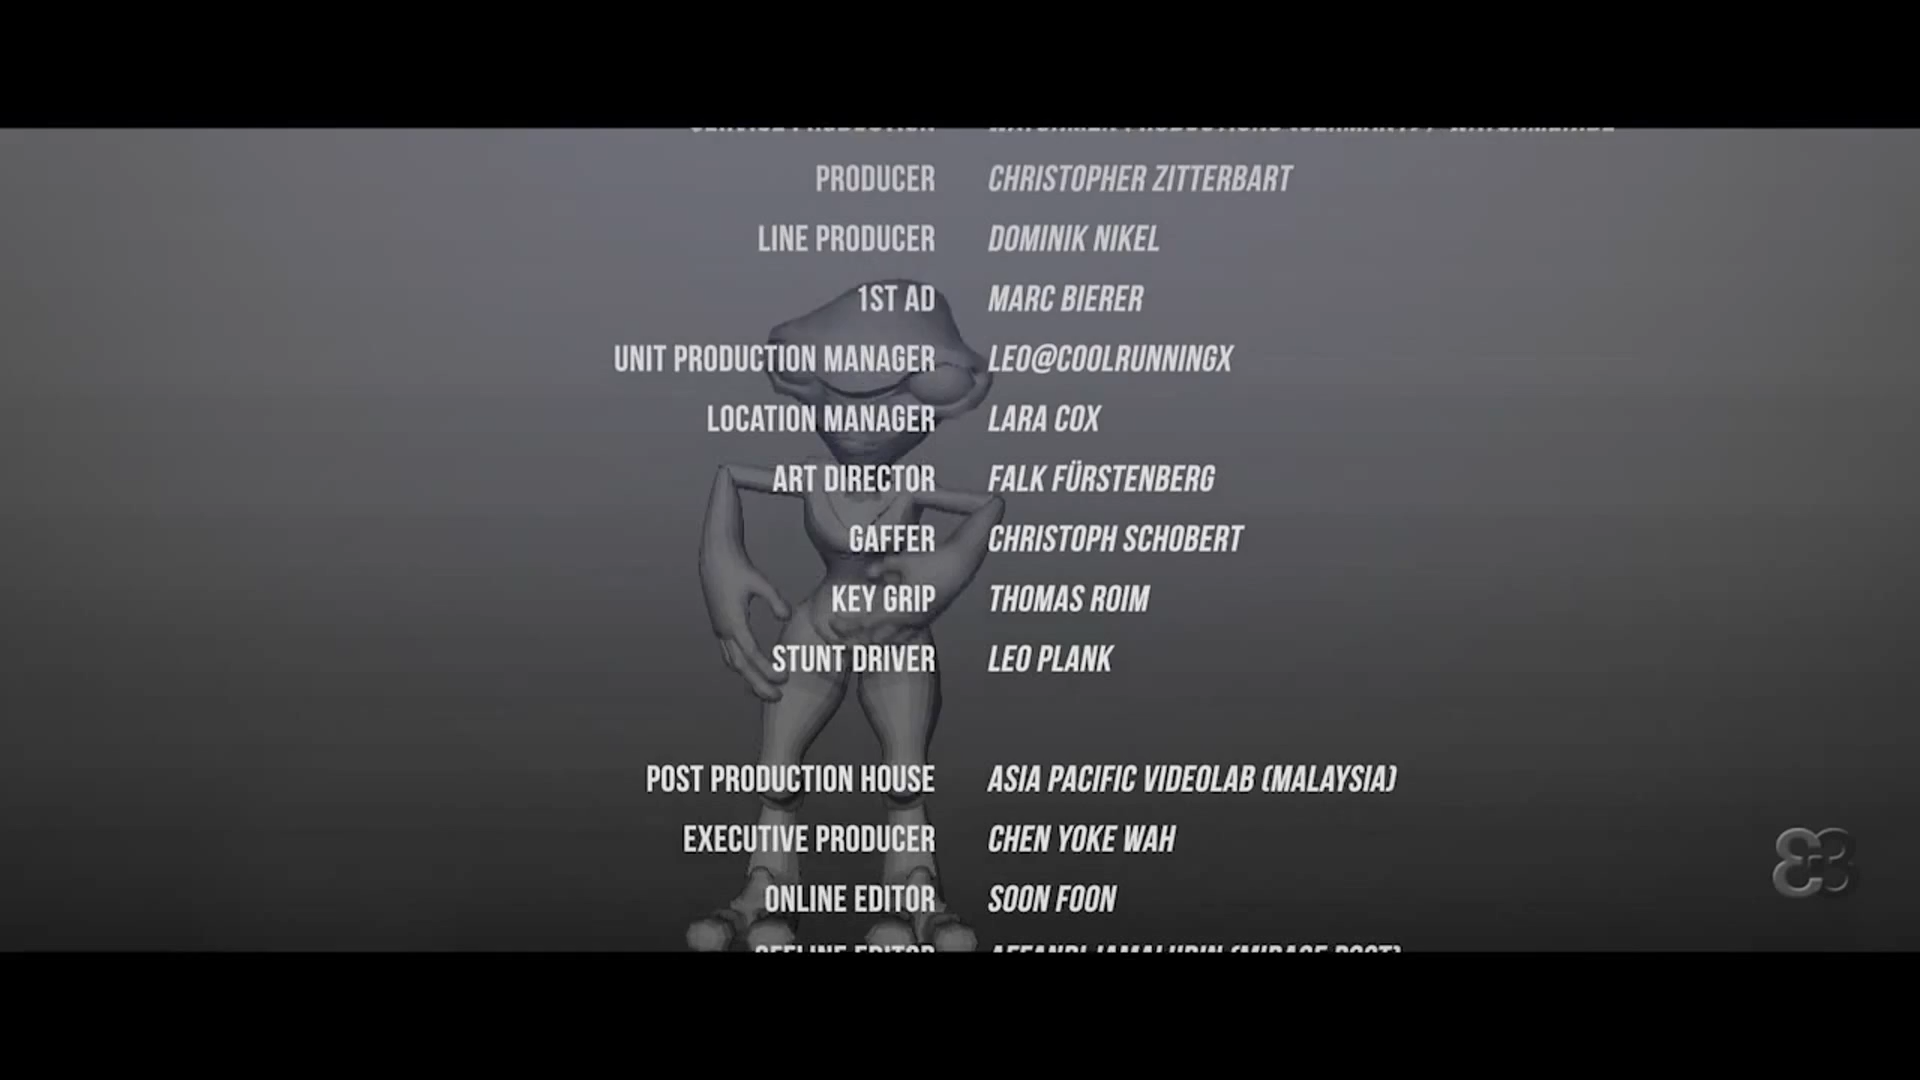 PRODUCER CHRISTOPHER ZITTERBART
LINE PRODUCER DOMINIK NIKEL
1ST AD MARC BIERER
UNIT PRODUCTION MANAGER LEO@COOLRUNNINGX
LOCATION MANAGER LARA COX
ART DIRECTOR FALK FÜRSTENBERG
GAFFER CHRISTOPH SCHOBERT
KEY GRIP THOMAS ROIM
STUNT DRIVER LEO PLANK
POST PRODUCTION HOUSE ASIA PACIFIC VIDEOLAB (MALAYSIA)
EXECUTIVE PRODUCER CHEN YOKE WAH
ONLINE EDITOR SOON FOON
OFFLINE EDITOR